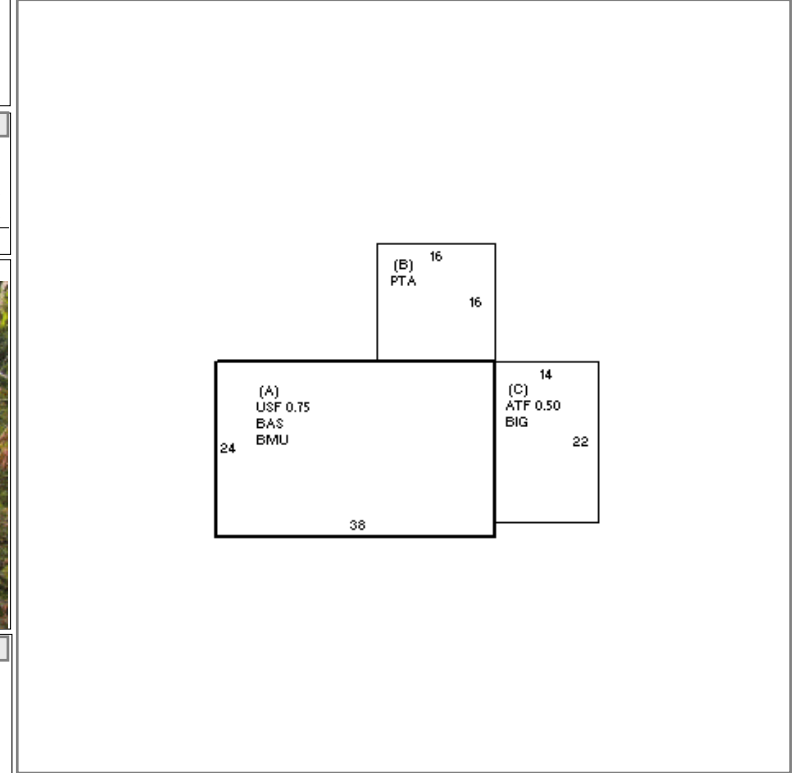 16
(B)
PTA
16
14
(A)
(C)
USF 0.75
ATF 0.50
BAS
BIG
BMU
24
22
38